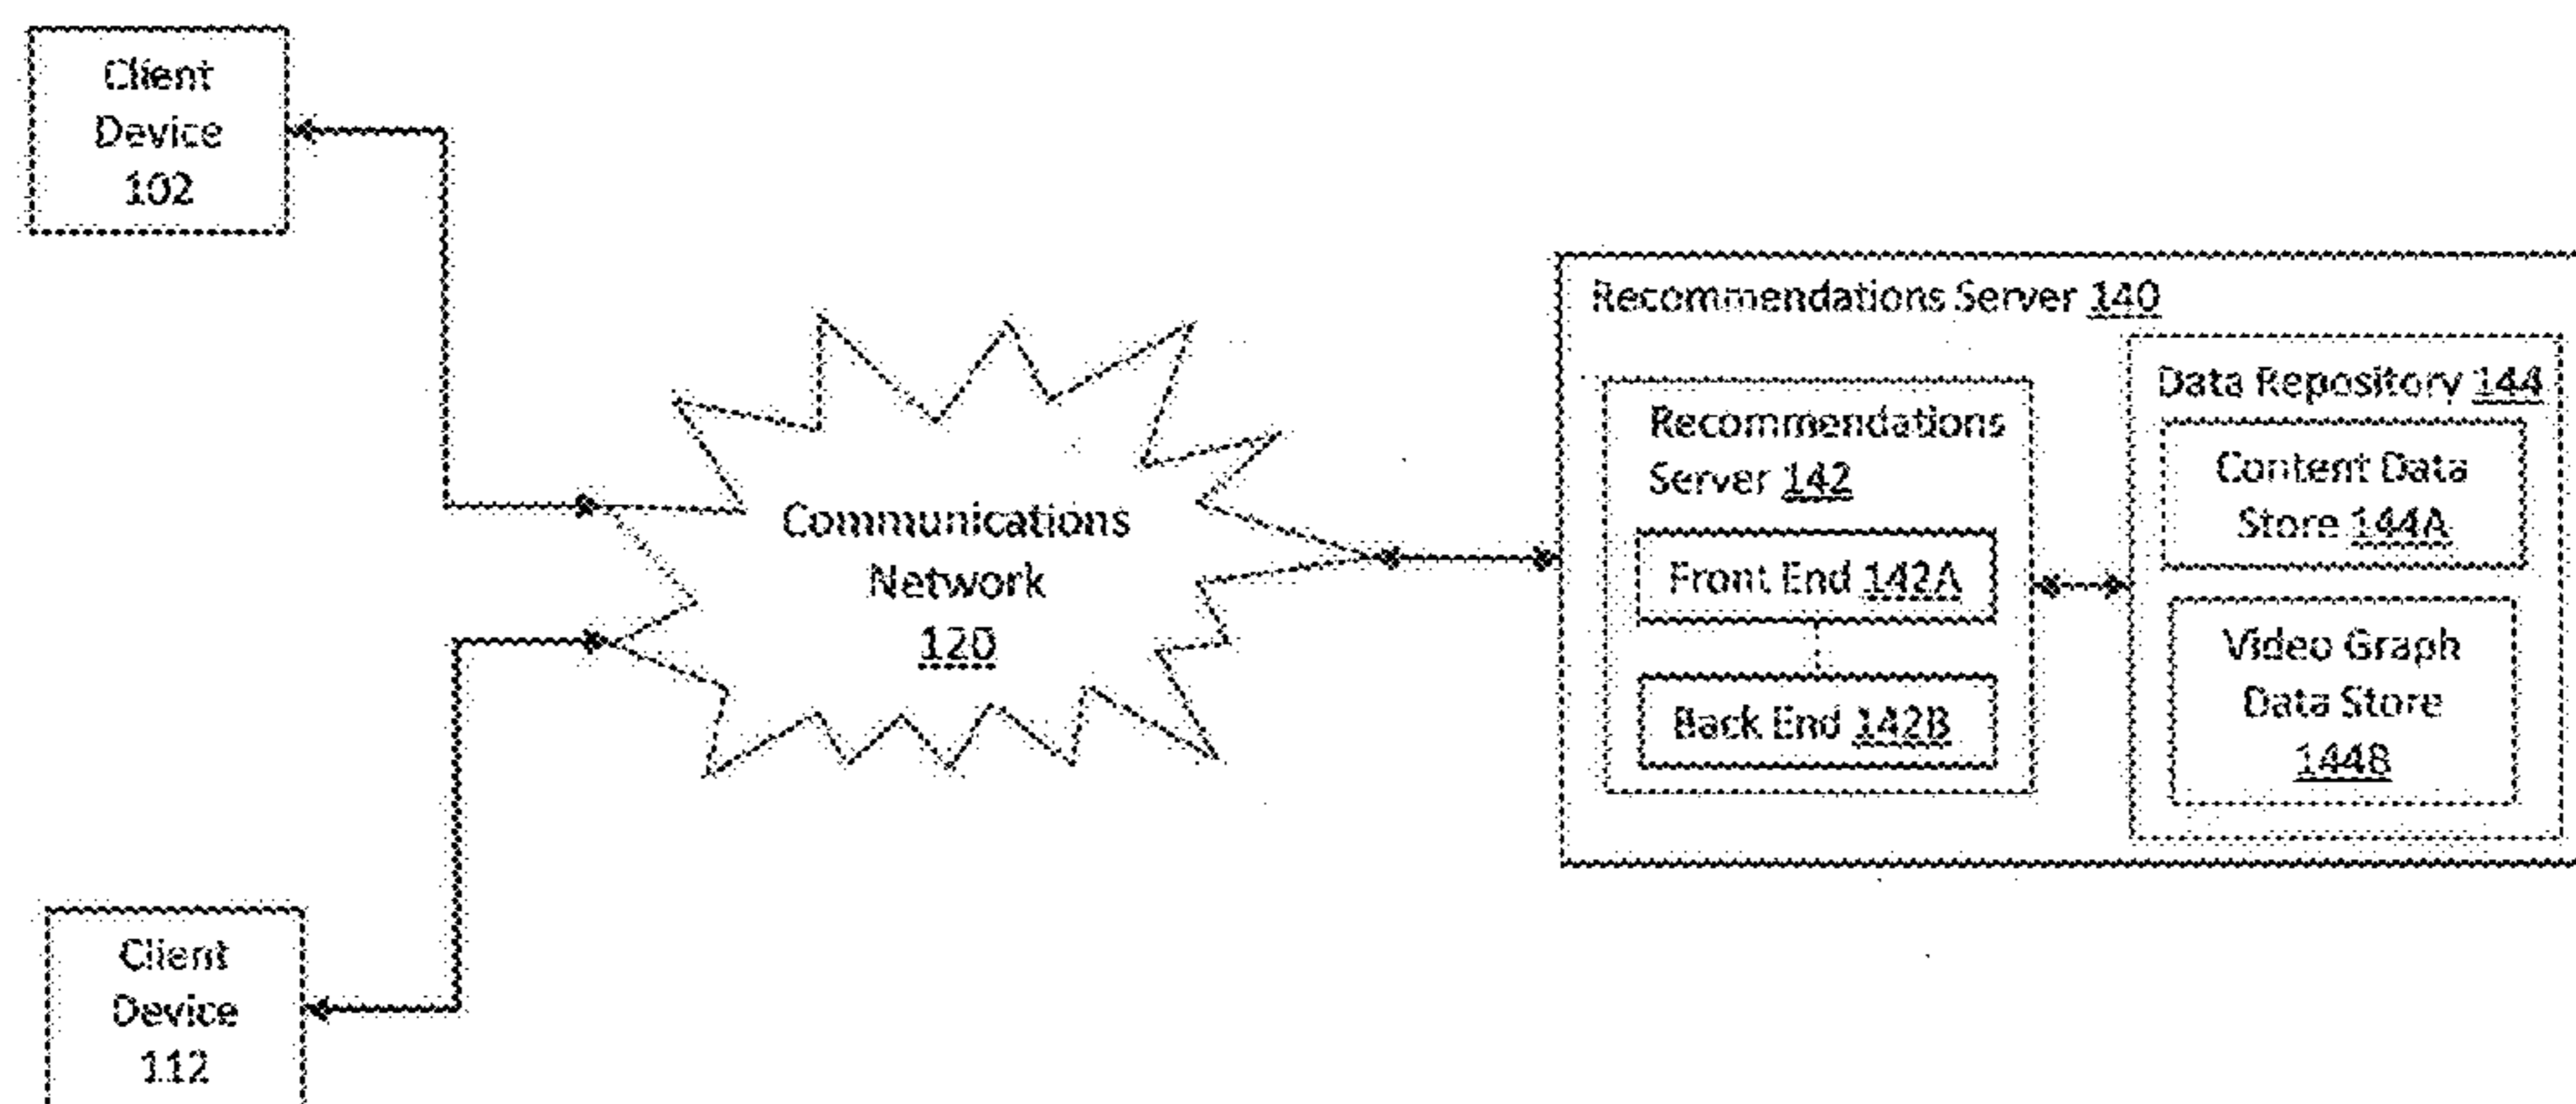 Client
Device
102
Communications
Network
120
Client
Device
112
Recommendations Server 140
Recommendations
Server 142
Front End 142A
Back End 142B
Data Repository 144
Content Data
Store 144A
Video Graph
Data Store
144B